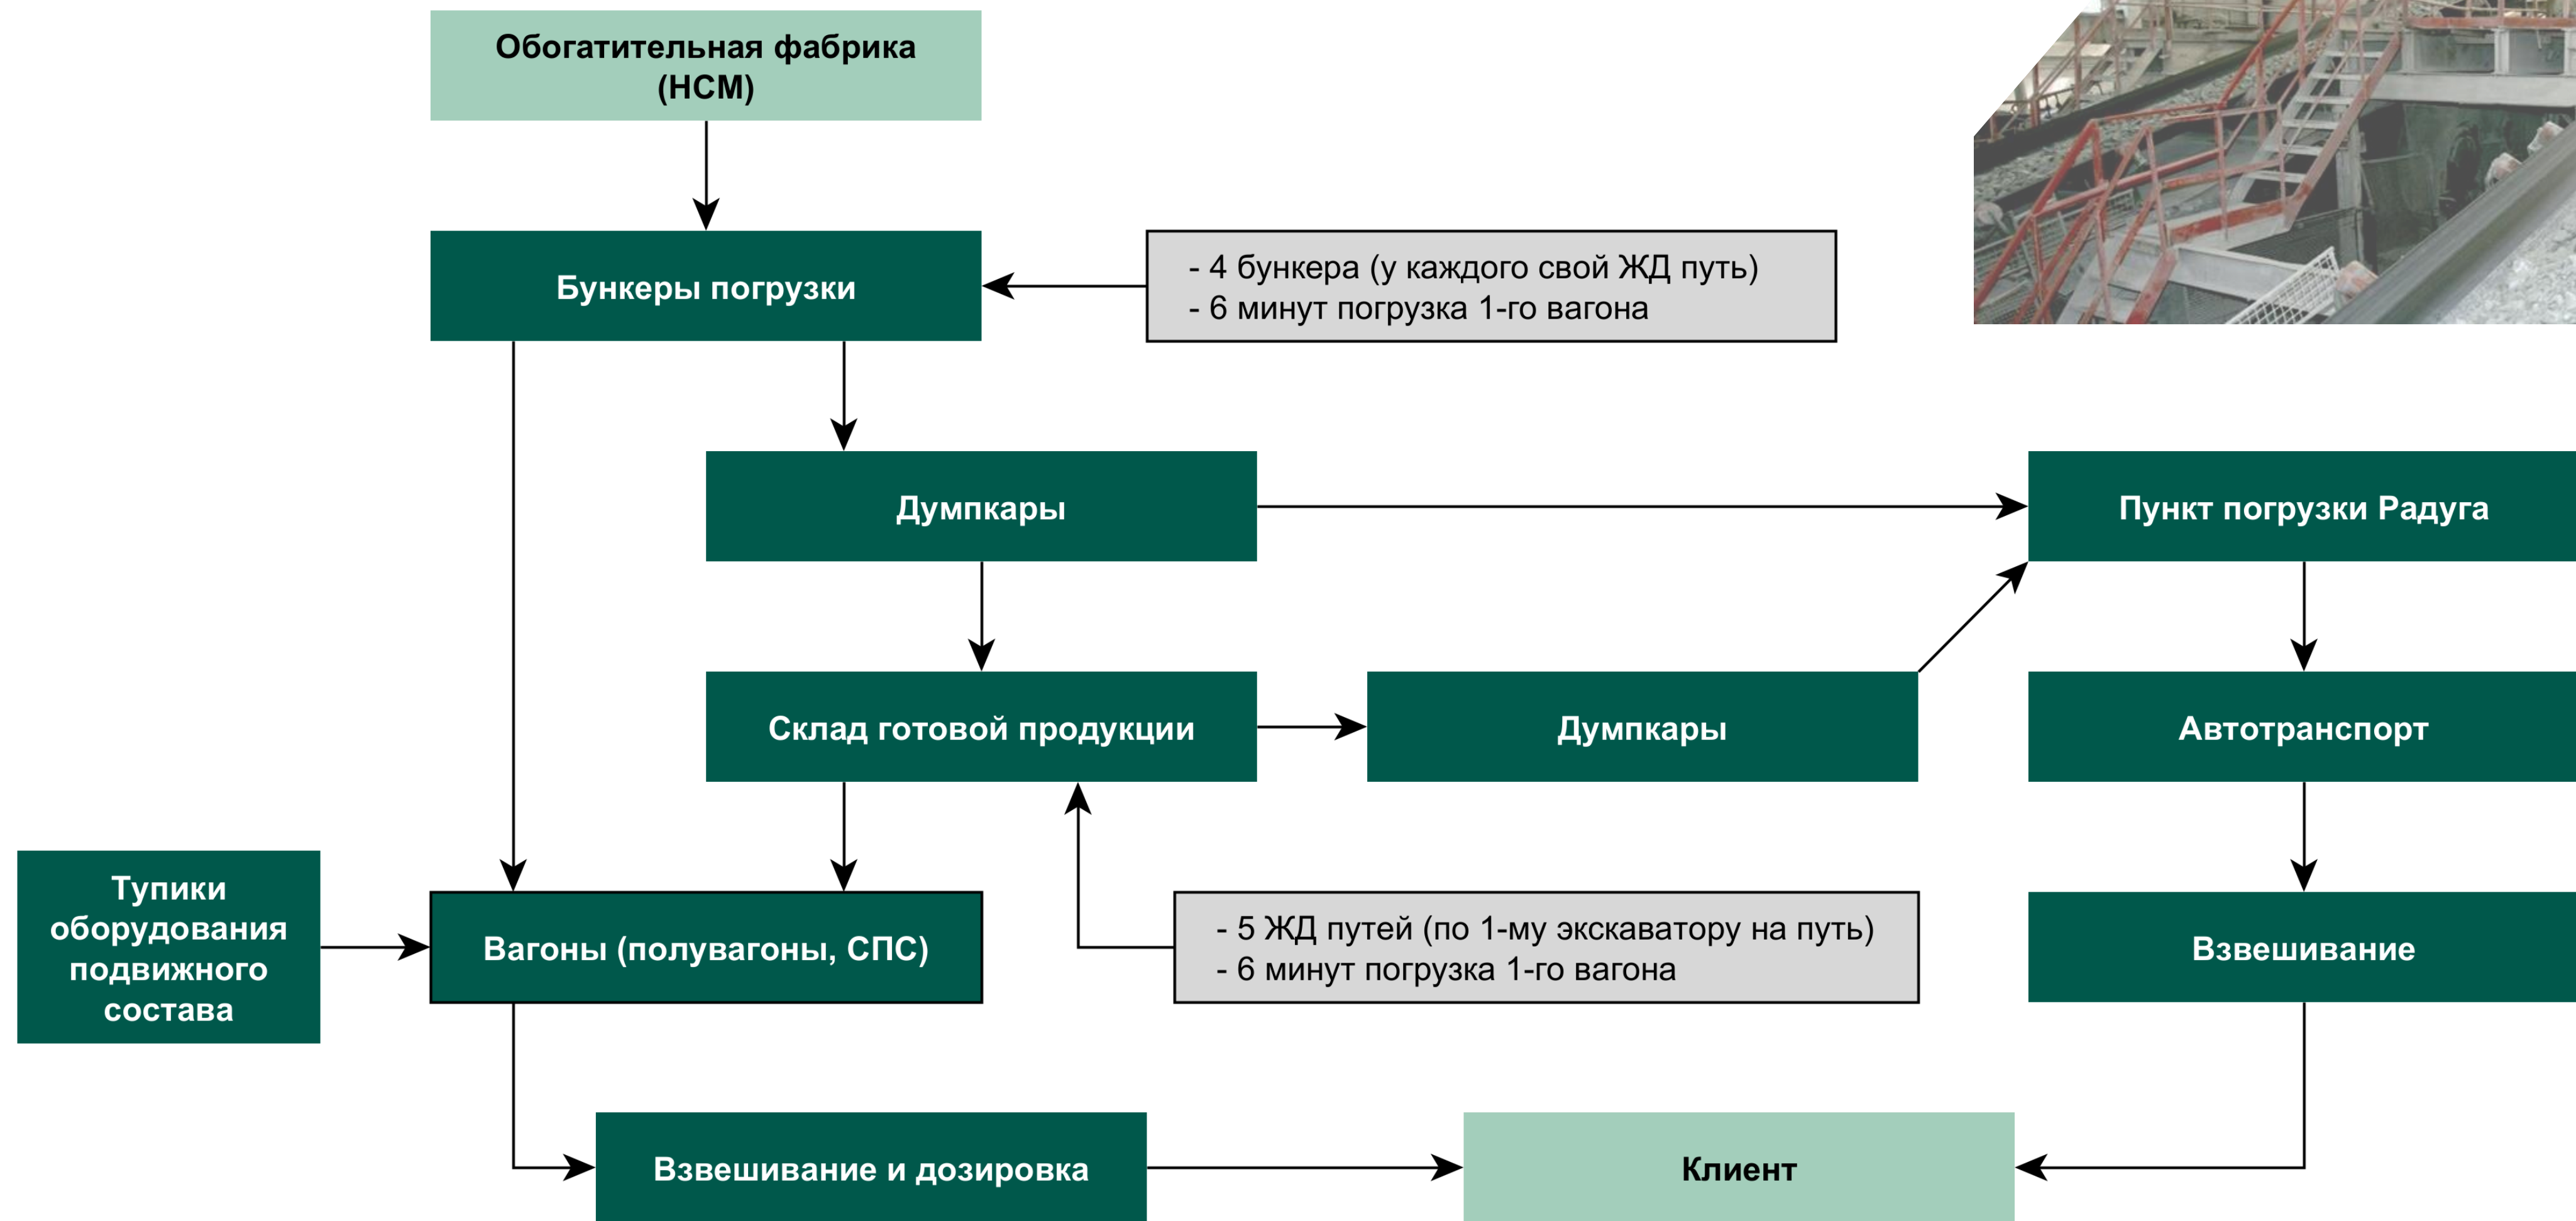 Обогатительная фабрика
(НСМ)
Бункеры погрузки
- 4 бункера (у каждого свой ЖД путь)
- 6 минут погрузка 1-го вагона
Думпкары
Пункт погрузки Радуга
Склад готовой продукции
Думпкары
Автотранспорт
Тупики
оборудования
подвижного
состава
Вагоны (полувагоны, СПС)
- 5 ЖД путей (по 1-му экскаватору на путь)
- 6 минут погрузка 1-го вагона
Взвешивание
Взвешивание и дозировка
Клиент